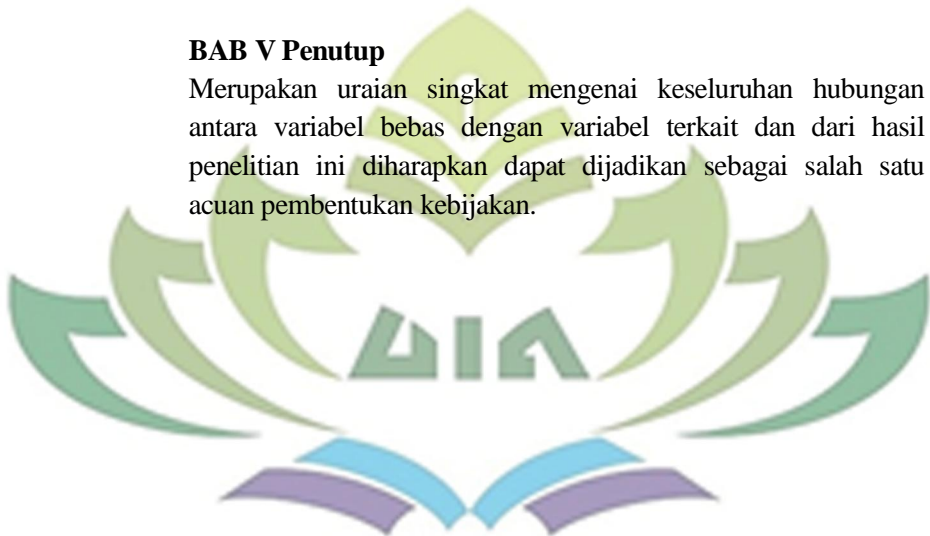 BAB V Penutup
Merupakan uraian singkat mengenai keseluruhan hubungan
antara variabel bebas dengan variabel terkait dan dari hasil
penelitian ini diharapkan dapat dijadikan sebagai salah satu
acuan pembentukan kebijakan.
UIN